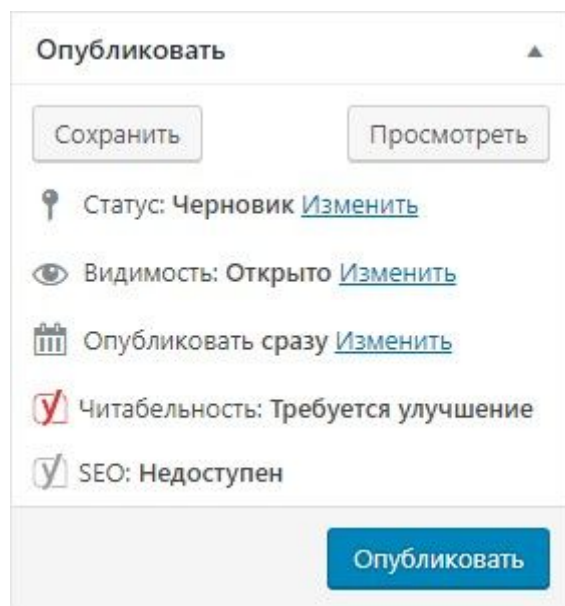 Опубликовать
Сохранить Просмотреть
Статус: Черновик Изменить
Видимость: Открыто Изменить
Опубликовать сразу Изменить
Читабельность: Требуется улучшение
SEO: Недоступен
Опубликовать